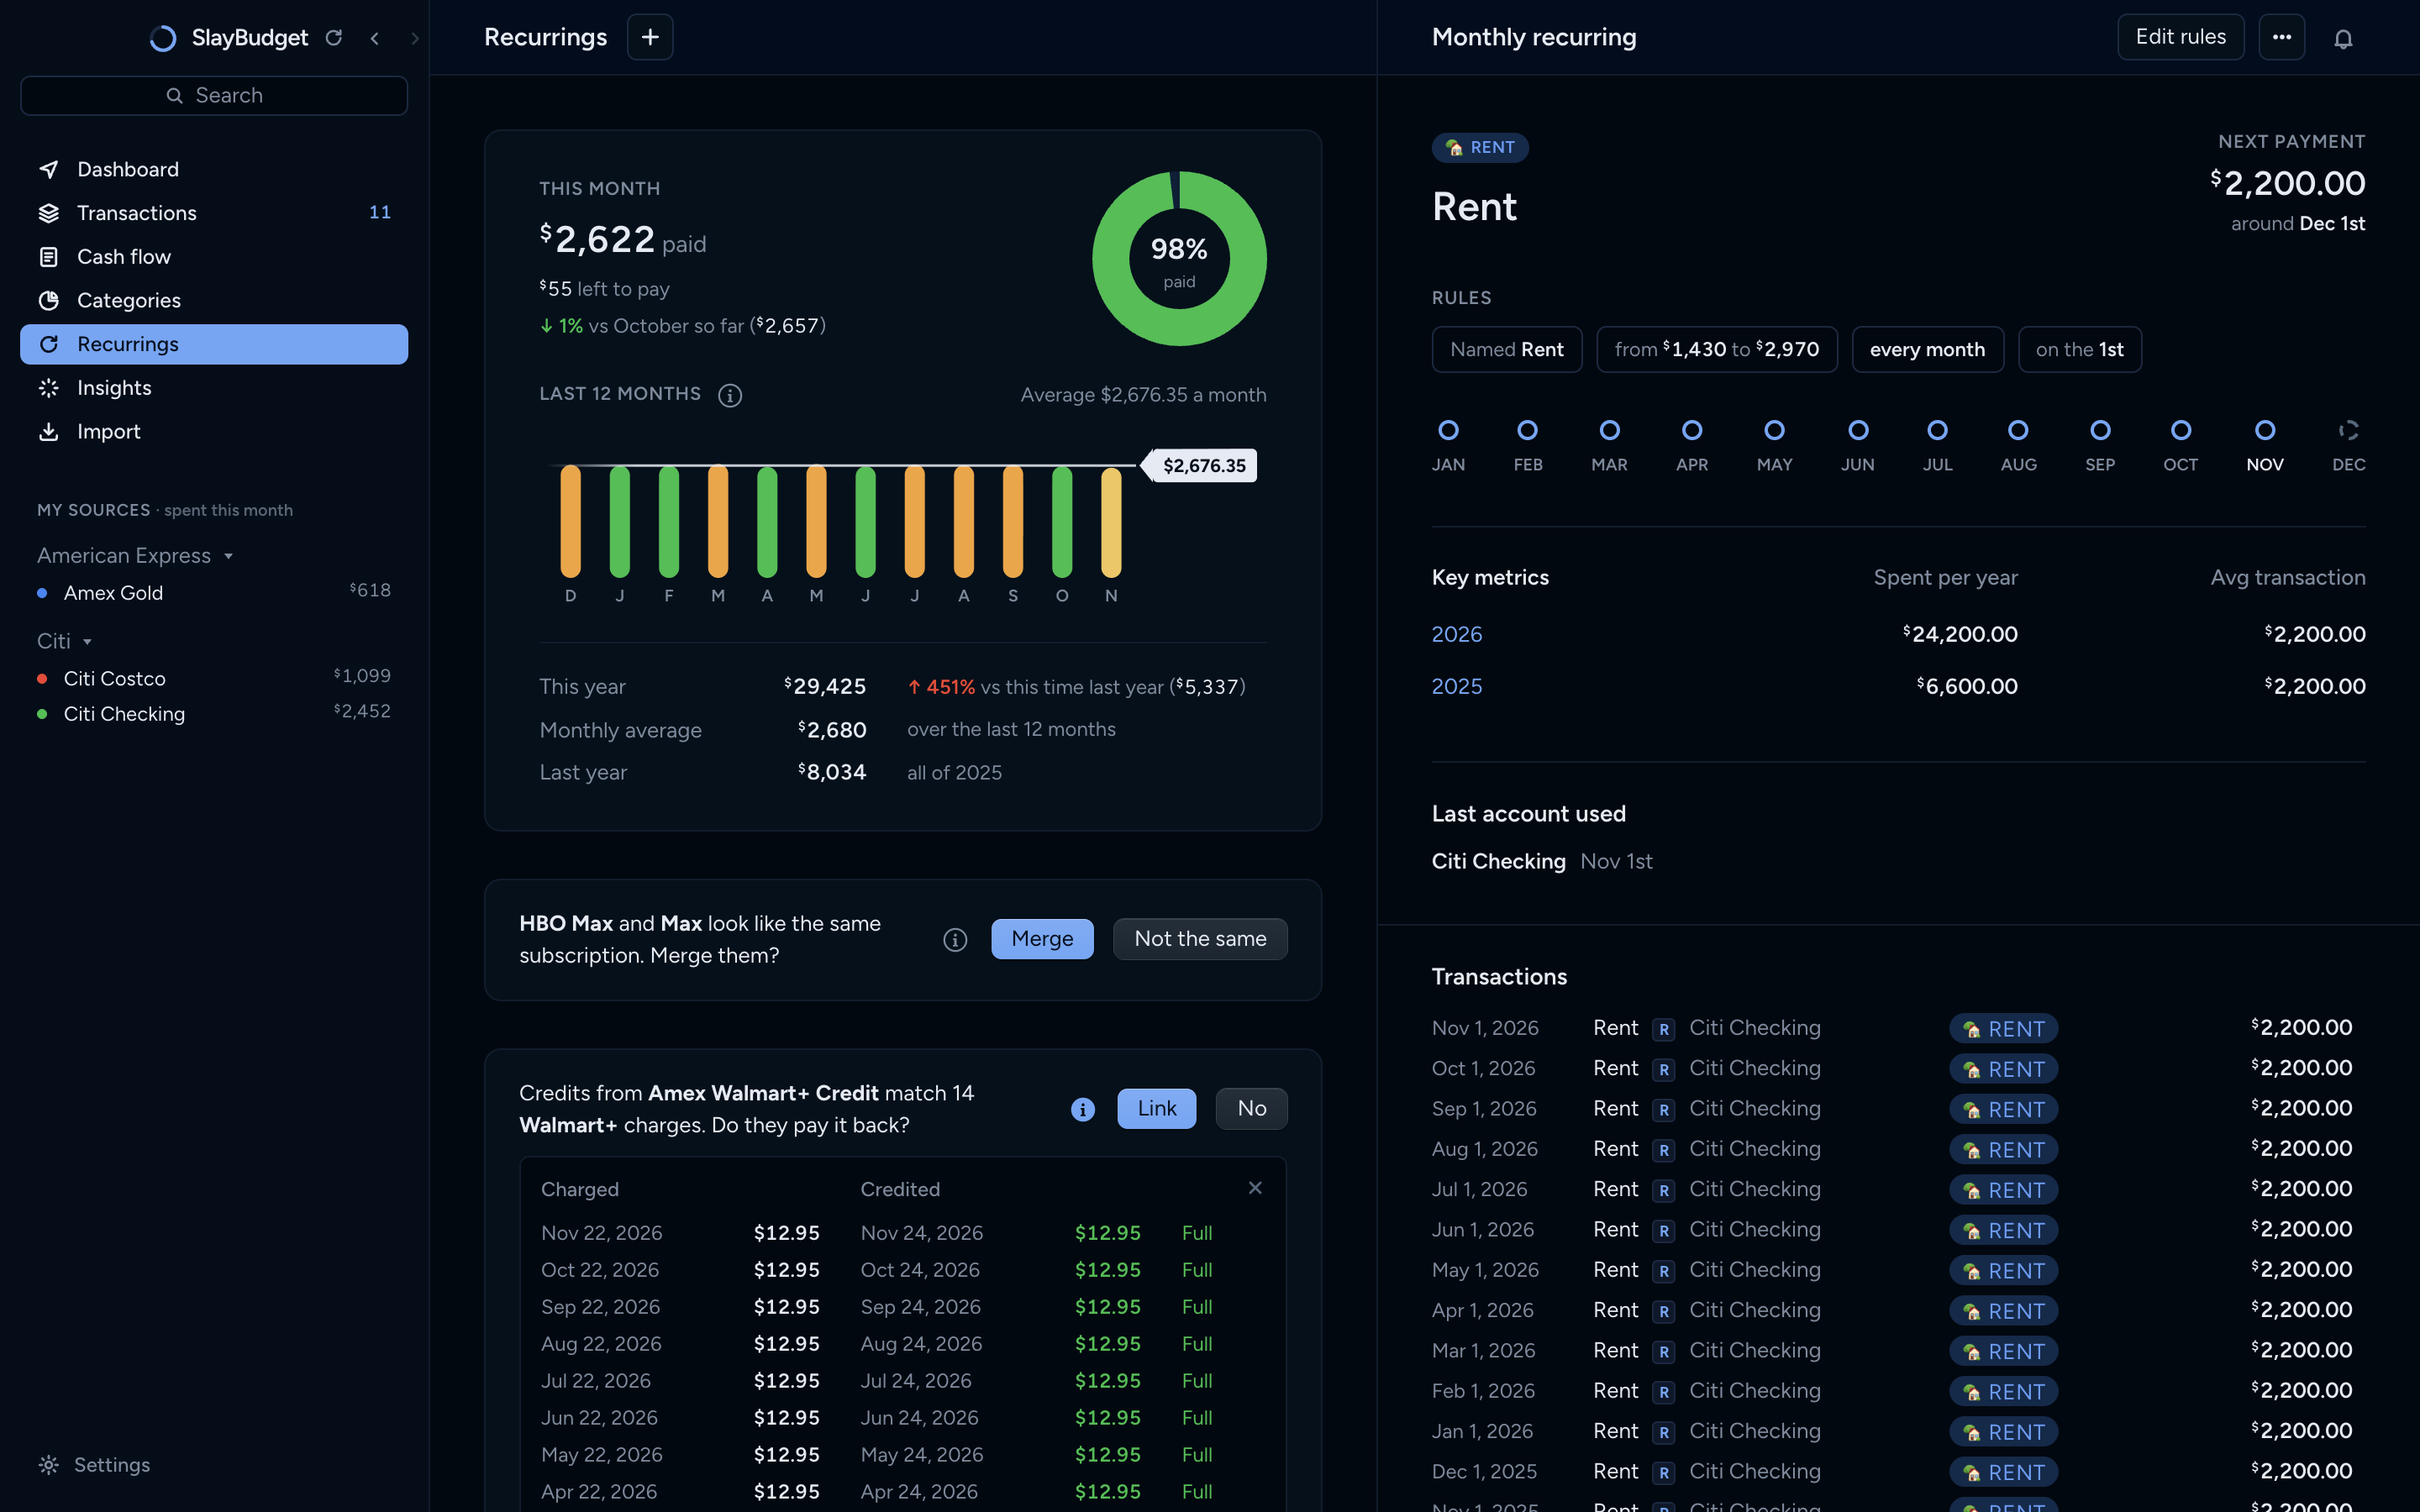 SlayBudget
Search
Dashboard
Transactions 11
Cash flow
Categories
Recurrings
Insights
Import
MY SOURCES · spent this month
American Express
Amex Gold $618
Citi
Citi Costco $1,099
Citi Checking $2,452
Settings
Recurrings +
THIS MONTH
$2,622 paid
$55 left to pay
↓ 1% vs October so far ($2,657)
98%
paid
LAST 12 MONTHS Average $2,676.35 a month
$2,676.35
D J F M A M J J A S O N
This year $29,425 ↑ 451% vs this time last year ($5,337)
Monthly average $2,680 over the last 12 months
Last year $8,034 all of 2025
HBO Max and Max look like the same
subscription. Merge them?
Merge Not the same
Credits from Amex Walmart+ Credit match 14
Walmart+ charges. Do they pay it back?
Link No
Charged Credited
Nov 22, 2026 $12.95 Nov 24, 2026 $12.95 Full
Oct 22, 2026 $12.95 Oct 24, 2026 $12.95 Full
Sep 22, 2026 $12.95 Sep 24, 2026 $12.95 Full
Aug 22, 2026 $12.95 Aug 24, 2026 $12.95 Full
Jul 22, 2026 $12.95 Jul 24, 2026 $12.95 Full
Jun 22, 2026 $12.95 Jun 24, 2026 $12.95 Full
May 22, 2026 $12.95 May 24, 2026 $12.95 Full
Apr 22, 2026 $12.95 Apr 24, 2026 $12.95 Full
Monthly recurring Edit rules
RENT
Rent
NEXT PAYMENT
$2,200.00
around Dec 1st
RULES
Named Rent from $1,430 to $2,970 every month on the 1st
JAN FEB MAR APR MAY JUN JUL AUG SEP OCT NOV DEC
Key metrics Spent per year Avg transaction
2026 $24,200.00 $2,200.00
2025 $6,600.00 $2,200.00
Last account used
Citi Checking Nov 1st
Transactions
Nov 1, 2026 Rent R Citi Checking RENT $2,200.00
Oct 1, 2026 Rent R Citi Checking RENT $2,200.00
Sep 1, 2026 Rent R Citi Checking RENT $2,200.00
Aug 1, 2026 Rent R Citi Checking RENT $2,200.00
Jul 1, 2026 Rent R Citi Checking RENT $2,200.00
Jun 1, 2026 Rent R Citi Checking RENT $2,200.00
May 1, 2026 Rent R Citi Checking RENT $2,200.00
Apr 1, 2026 Rent R Citi Checking RENT $2,200.00
Mar 1, 2026 Rent R Citi Checking RENT $2,200.00
Feb 1, 2026 Rent R Citi Checking RENT $2,200.00
Jan 1, 2026 Rent R Citi Checking RENT $2,200.00
Dec 1, 2025 Rent R Citi Checking RENT $2,200.00
Nov 1, 2025 Rent R Citi Checking RENT $2,200.00